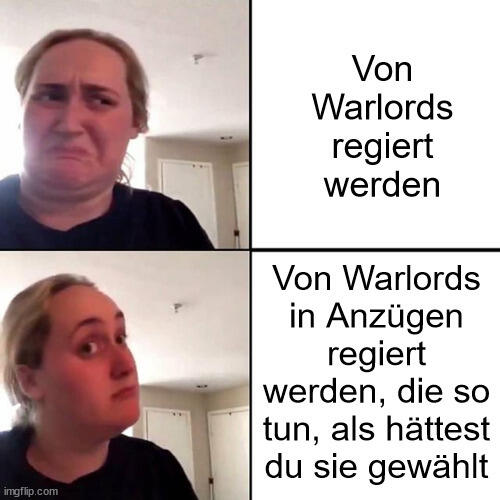 Von
Warlords
regiert
werden
Von Warlords
in Anzügen
regiert
werden, die so
tun, als hättest
du sie gewählt
imgflip.com